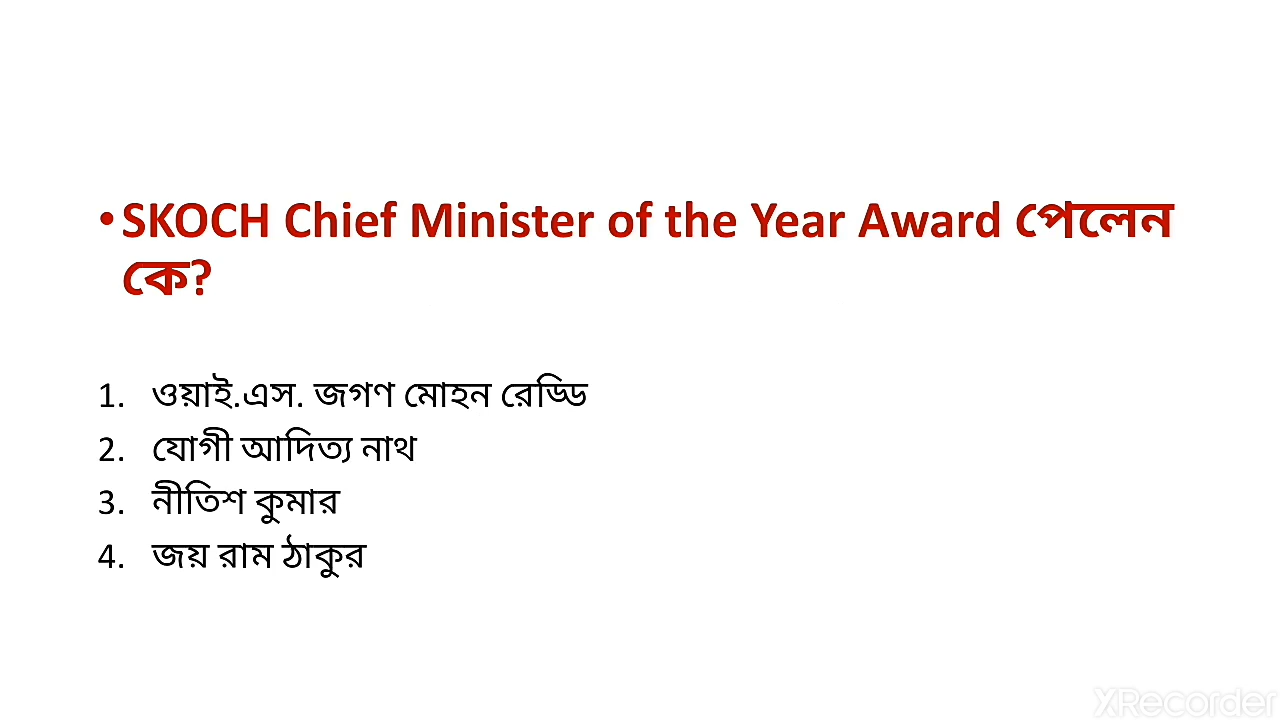 • SKOCH Chief Minister of the Year Award পেলেন
কে?
1. ওয়াই.এস. জগণ মোহন রেড্ডি
2. যোগী আদিত্য নাথ
3. নীতিশ কুমার
4. জয় রাম ঠাকুর
XRecorder